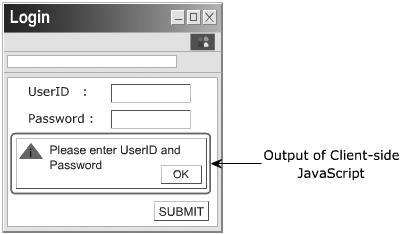 Login
UserID :
Password :
Please enter UserID and
Password
OK
SUBMIT
Output of Client-side
JavaScript